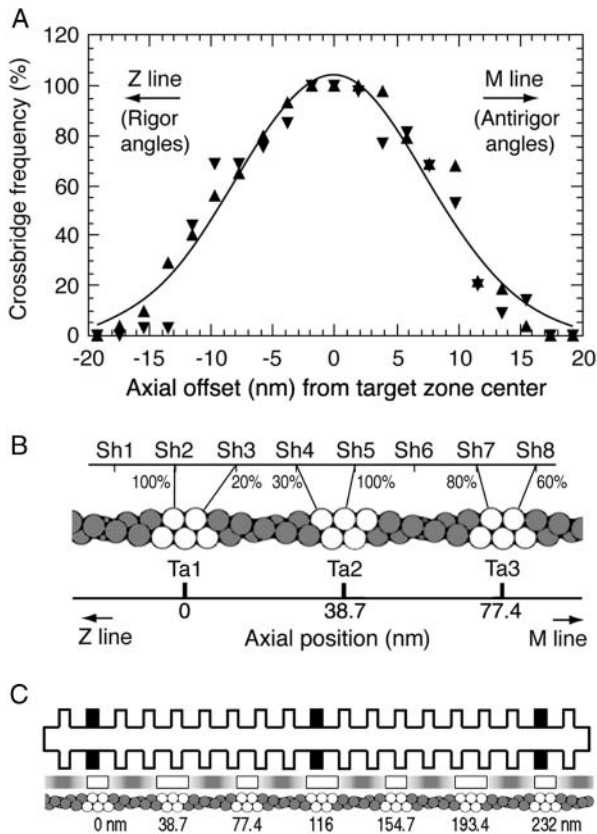 A
Crossbridge frequency (%)
120
100
80
60
40
20
0
Z line
(Rigor
angles)
M line
(Antirigor
angles)
-20 -15 -10 -5 0 5 10 15 20
Axial offset (nm) from target zone center
B
Sh1 Sh2 Sh3 Sh4 Sh5 Sh6 Sh7 Sh8
100% 20% 30% 100% 80% 60%
Ta1 Ta2 Ta3
0 38.7 77.4
Z line Axial position (nm) M line
C
0 nm 38.7 77.4 116 154.7 193.4 232 nm